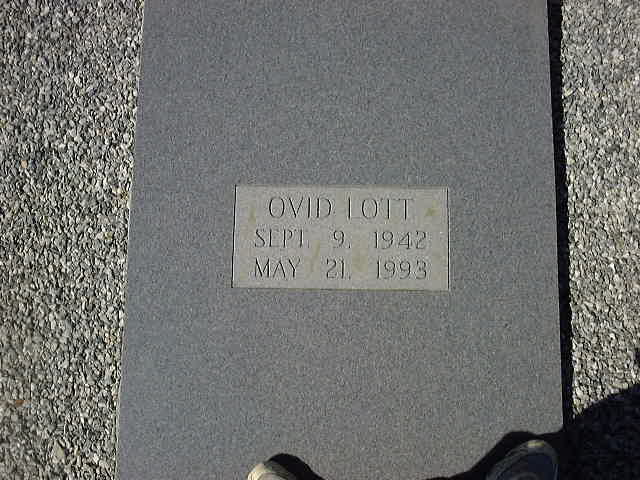 OVID LOTT
SEPT. 9, 1942
MAY 21, 1993